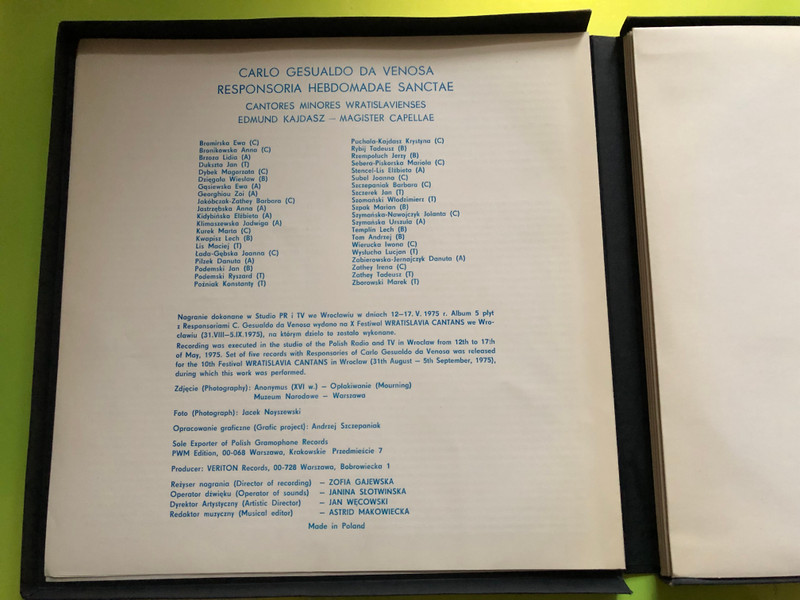 CARLO GESUALDO DA VENOSA
RESPONSORIA HEBDOMADAE SANCTAE
CANTORES MINORES WRATISLAVIENSES
EDMUND KAJDASZ — MAGISTER CAPELLAE
Bromirska Ewa (C)
Bronikowska Anna (C)
Brzoza Lidia (A)
Dukszta Jan (T)
Dybek Małgorzata (C)
Dzięgała Wiesław (B)
Gąsiewska Ewa (A)
Georghiau Zoi (A)
Jakóbczak-Zathey Barbara (C)
Jastrzębska Anna (A)
Kidybińska Elżbieta (A)
Klimaszewska Jadwiga (A)
Kurek Marta (C)
Kwapisz Lech (B)
Lis Maciej (T)
Łada-Gębska Joanna (C)
Pilzek Danuta (A)
Podemski Jan (B)
Podemski Ryszard (T)
Poźniak Konstanty (T)
Puchała-Kajdasz Krystyna (C)
Rybij Tadeusz (B)
Rzempołuch Jerzy (B)
Sebera-Piskorska Mariola (C)
Stencel-Lis Elżbieta (A)
Subel Joanna (C)
Szczepaniak Barbara (C)
Szczerek Jan (T)
Szomański Włodzimierz (T)
Szpak Marian (B)
Szymońska-Nawojczyk Jolanta (C)
Szymońska Urszula (A)
Templin Lech (B)
Tom Andrzej (B)
Wierucka Iwona (C)
Wysłucha Lucjan (T)
Zabierowska-Jernajczyk Danuta (A)
Zathey Irena (C)
Zathey Tadeusz (T)
Zborowski Marek (T)
Nagranie dokonane w Studio PR i TV we Wrocławiu w dniach 12—17. V. 1975 r. Album 5 płyt
z Responsoriami C. Gesualdo da Venosa wydano na X Festiwal WRATISLAVIA CANTANS we Wro-
cławiu (31.VIII—5.IX.1975), na którym dzieło to zostało wykonane.
Recording was executed in the studio of the Polish Radio and TV in Wrocław from 12th to 17th
of May, 1975. Set of five records with Responsories of Carlo Gesualdo da Venosa was released
for the 10th Festival WRATISLAVIA CANTANS in Wrocław (31th August — 5th September, 1975),
during which this work was performed.
Zdjęcie (Photography): Anonymus (XVI w.) — Opłakiwanie (Mourning)
Muzeum Narodowe — Warszawa
Foto (Photograph): Jacek Noyszewski
Opracowanie graficzne (Grafic project): Andrzej Szczepaniak
Sole Exporter of Polish Gramophone Records
PWM Edition, 00-068 Warszawa, Krakowskie Przedmieście 7
Producer: VERITON Records, 00-728 Warszawa, Bobrowiecka 1
Reżyser nagrania (Director of recording) — ZOFIA GAJEWSKA
Operator dźwięku (Operator of sounds) — JANINA SŁOTWIŃSKA
Dyrektor Artystyczny (Artistic Director) — JAN WĘCOWSKI
Redaktor muzyczny (Musical editor) — ASTRID MAKOWIECKA
Made in Poland